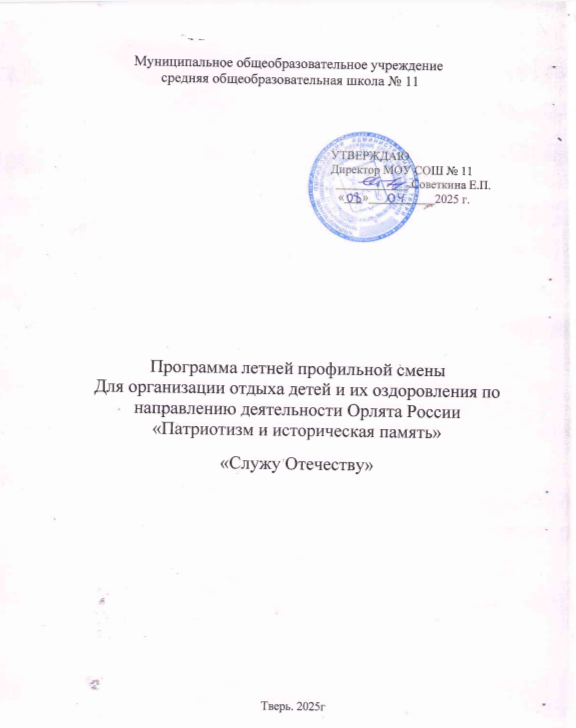 Муниципальное общеобразовательное учреждение
средняя общеобразовательная школа № 11
УТВЕРЖДАЮ
Директор МОУ СОШ № 11
Советкина Е.П.
«08» 04 2025 г.
Программа летней профильной смены
Для организации отдыха детей и их оздоровления по
направлению деятельности Орлята России
«Патриотизм и историческая память»
«Служу Отечеству»
Тверь. 2025г